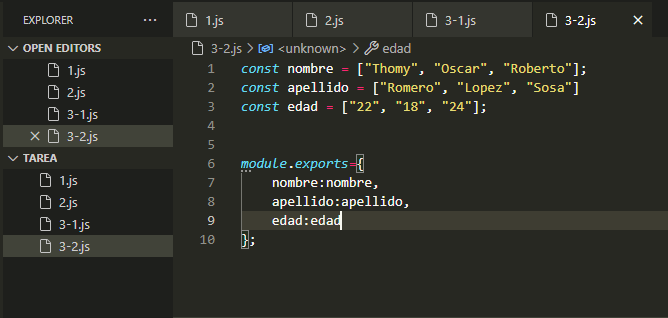 EXPLORER ···
1.js 2.js 3-1.js 3-2.js ×
OPEN EDITORS
1.js
2.js
3-1.js
× 3-2.js
TAREA
1.js
2.js
3-1.js
3-2.js
3-2.js > <unknown> > edad
1 const nombre = ["Thomy", "Oscar", "Roberto"];
2 const apellido = ["Romero", "Lopez", "Sosa"]
3 const edad = ["22", "18", "24"];
4
5
6 module.exports={
7 nombre:nombre,
8 apellido:apellido,
9 edad:edad
10 };